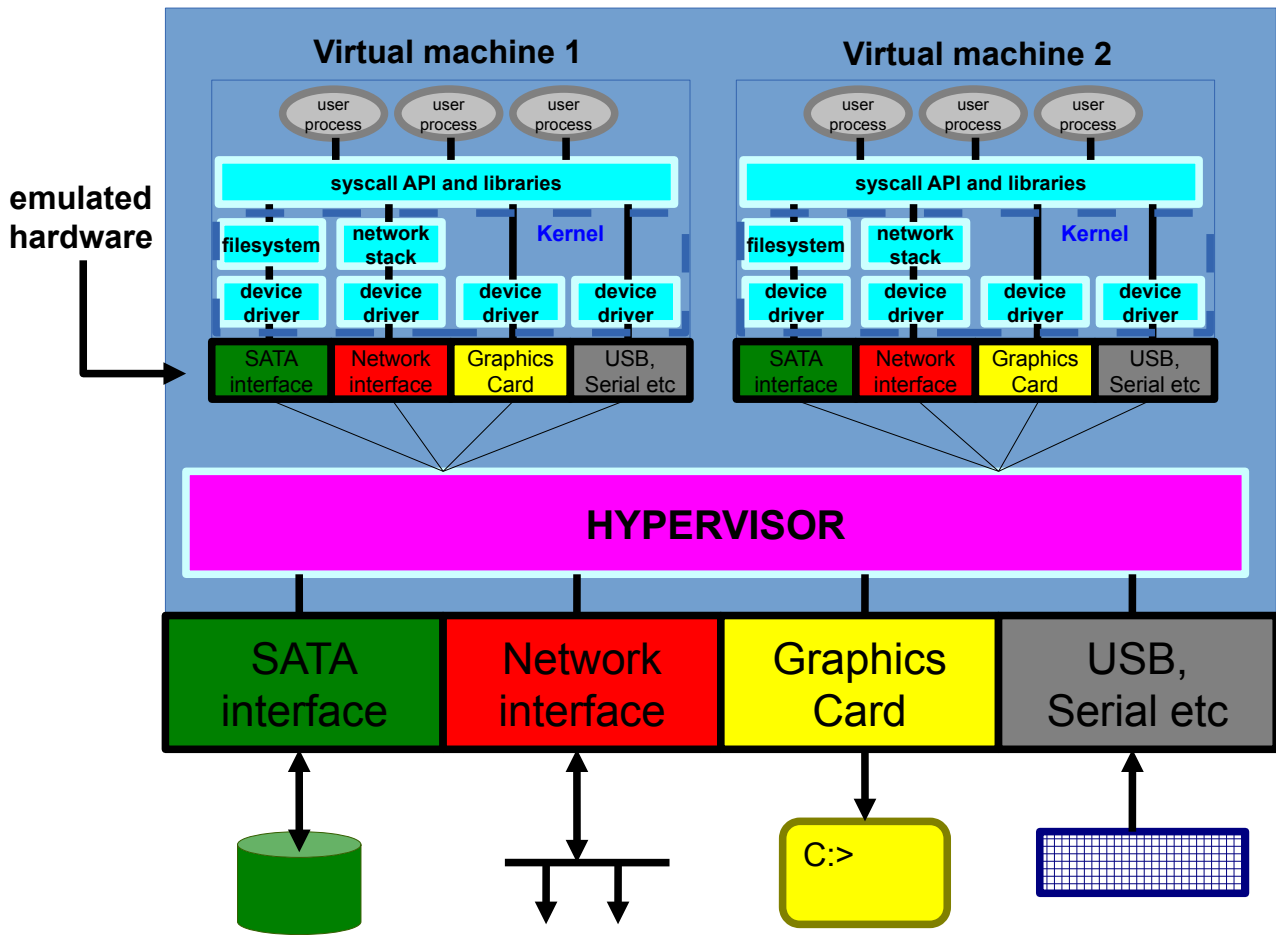 Virtual machine 1
Virtual machine 2
user
process
user
process
user
process
user
process
user
process
user
process
syscall API and libraries
syscall API and libraries
emulated
hardware
filesystem
network
stack
Kernel
filesystem
network
stack
Kernel
device
driver
device
driver
device
driver
device
driver
device
driver
device
driver
device
driver
device
driver
SATA
interface
Network
interface
Graphics
Card
USB,
Serial etc
SATA
interface
Network
interface
Graphics
Card
USB,
Serial etc
HYPERVISOR
SATA
interface
Network
interface
Graphics
Card
USB,
Serial etc
C:>